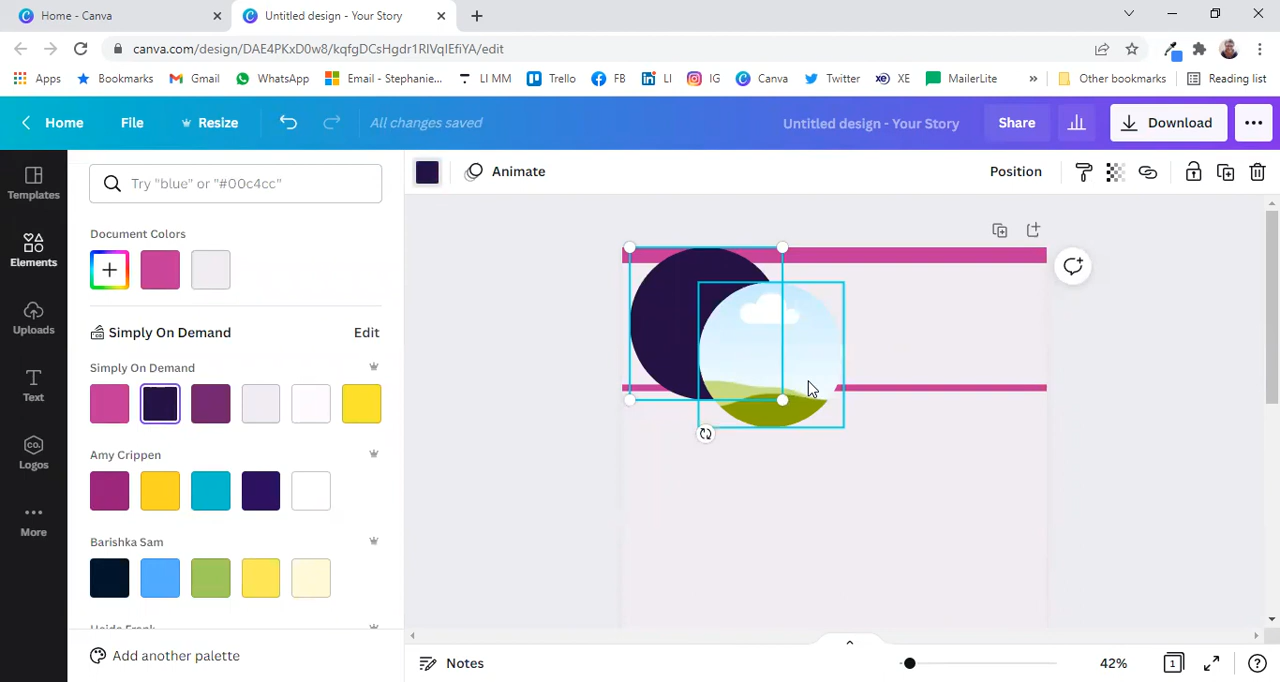 Home - Canva
Untitled design - Your Story
canva.com/design/DAE4PKxD0w8/kqfgDCsHgdr1RIVqIEfiYA/edit
Apps
Bookmarks
Gmail
WhatsApp
Email - Stephanie...
LI MM
Trello
FB
LI
IG
Canva
Twitter
XE
MailerLite
»
Other bookmarks
Reading list
Home
File
Resize
All changes saved
Untitled design - Your Story
Share
Download
Templates
Elements
Uploads
Text
CO.
Logos
More
Try "blue" or "#00c4cc"
Document Colors
Simply On Demand
Edit
Simply On Demand
Amy Crippen
Barishka Sam
Add another palette
Animate
Position
Notes
42%
1